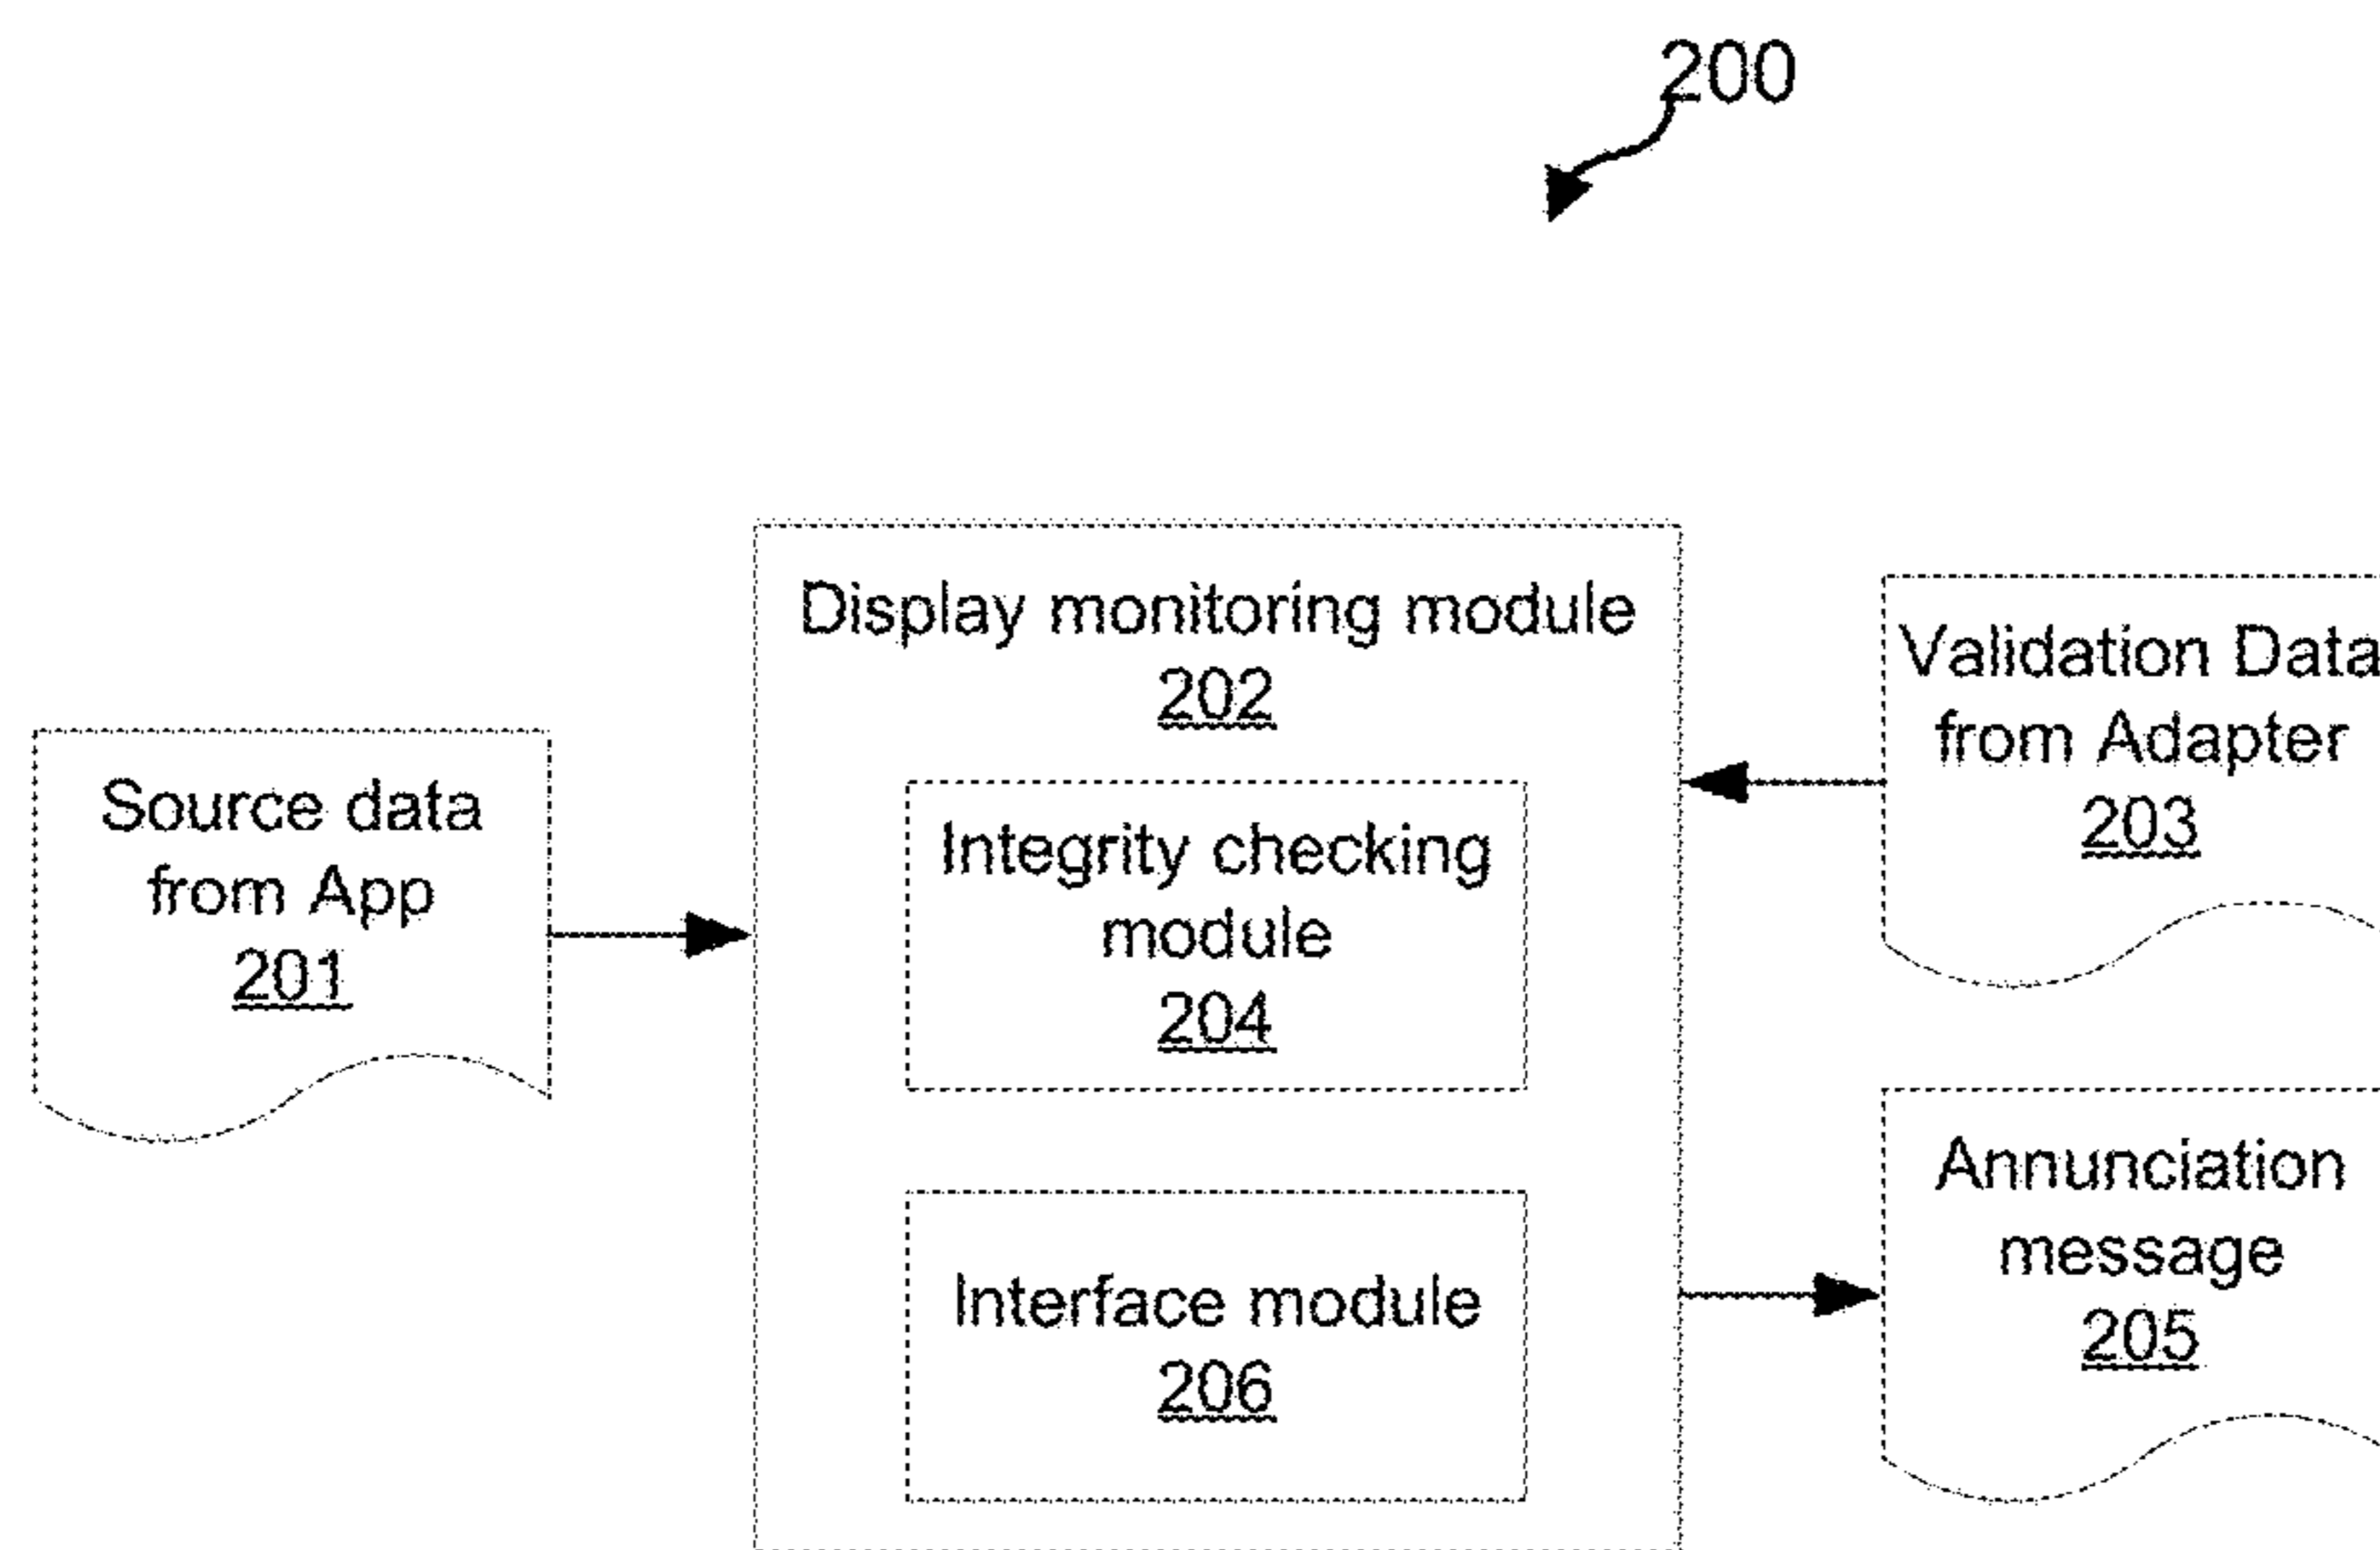 200
Display monitoring module
202
Source data
from App
201
Integrity checking
module
204
Interface module
206
Validation Data
from Adapter
203
Annunciation
message
205